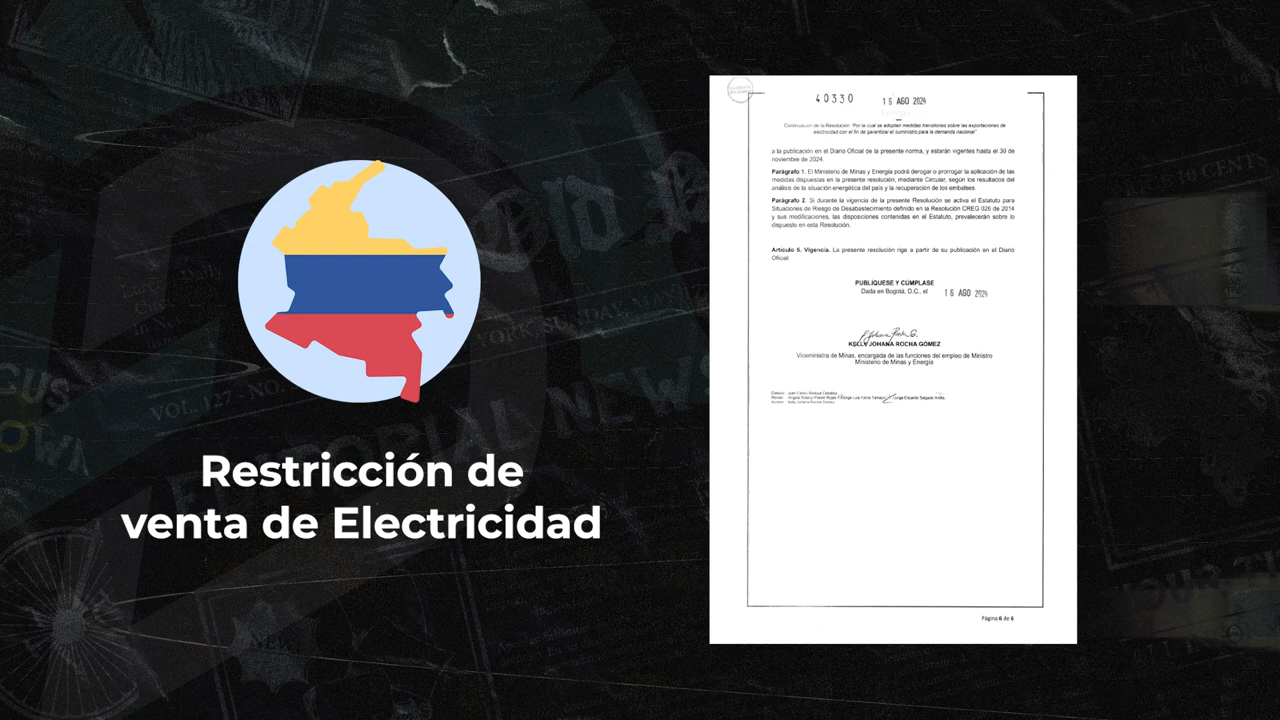 Restricción de
venta de Electricidad
40330
16 AGO 2024
Continuación de la Resolución "Por la cual se adoptan medidas transitorias sobre las exportaciones de
electricidad con el fin de garantizar el suministro para la demanda nacional"
a la publicación en el Diario Oficial de la presente norma, y estarán vigentes hasta el 30 de
noviembre de 2024.
Parágrafo 1. El Ministerio de Minas y Energía podrá derogar o prorrogar la aplicación de las
medidas dispuestas en la presente resolución, mediante Circular, según los resultados del
análisis de la situación energética del país y la recuperación de los embalses.
Parágrafo 2. Si durante la vigencia de la presente Resolución se activa el Estatuto para
Situaciones de Riesgo de Desabastecimiento definido en la Resolución CREG 026 de 2014
y sus modificaciones, las disposiciones contenidas en el Estatuto, prevalecerán sobre lo
dispuesto en esta Resolución.
Artículo 5. Vigencia. La presente resolución rige a partir de su publicación en el Diario
Oficial.
PUBLÍQUESE Y CÚMPLASE
Dada en Bogotá, D.C., el
16 AGO 2024
KELLY JOHANA ROCHA GÓMEZ
Viceministra de Minas, encargada de las funciones del empleo de Ministro
Ministerio de Minas y Energía
Página 6 de 6